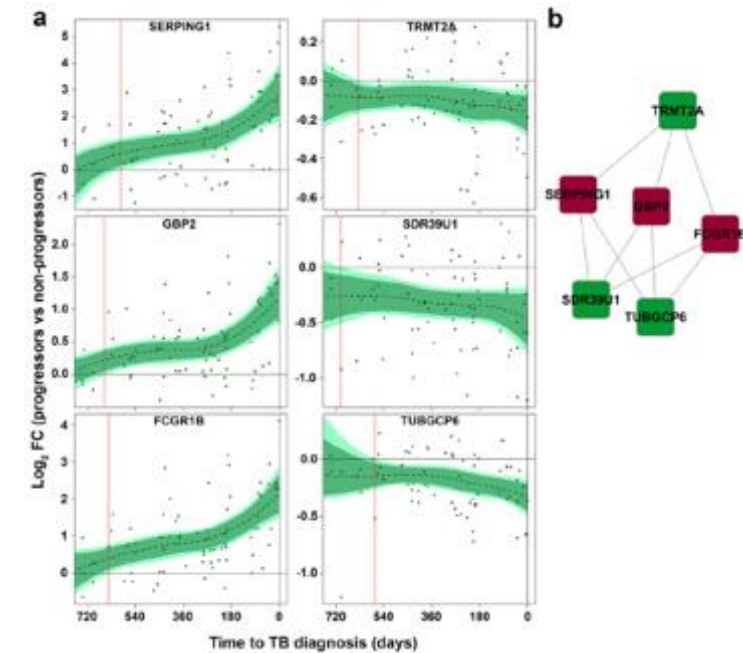 a
b
SERPING1
TRMT2A
5
4
3
2
1
0
-1
0.2
0.0
-0.2
-0.4
-0.6
GBP2
SDR39U1
2.0
1.5
1.0
0.5
0.0
0.0
-0.5
-1.0
FCGR1B
TUBGCP6
4
3
2
1
0
0.0
-0.5
-1.0
720 540 360 180 0
720 540 360 180 0
Log2 FC (progressors vs non-progressors)
Time to TB diagnosis (days)
TRMT2A
SERPING1
GBP2
FCGR1B
SDR39U1
TUBGCP6